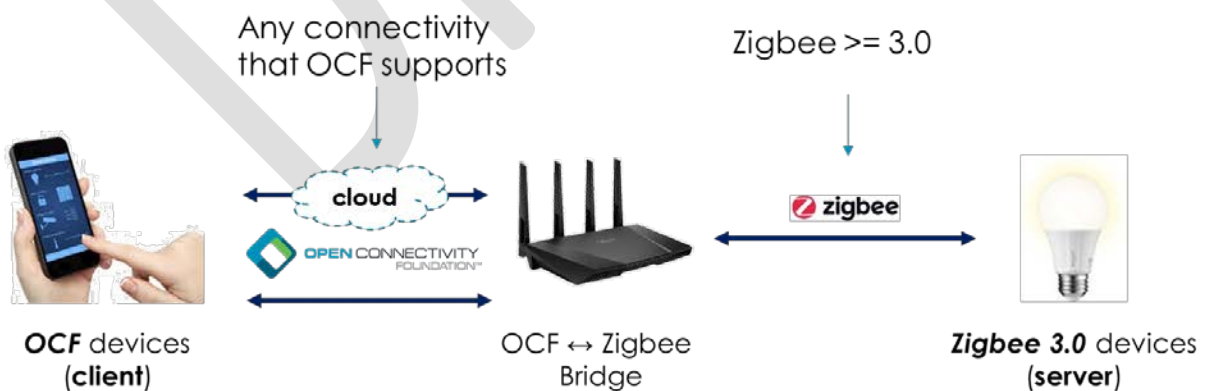 Any connectivity
that OCF supports
Zigbee >= 3.0
cloud
zigbee
OPEN CONNECTIVITY
FOUNDATION™
OCF devices
(client)
OCF ↔ Zigbee
Bridge
Zigbee 3.0 devices
(server)